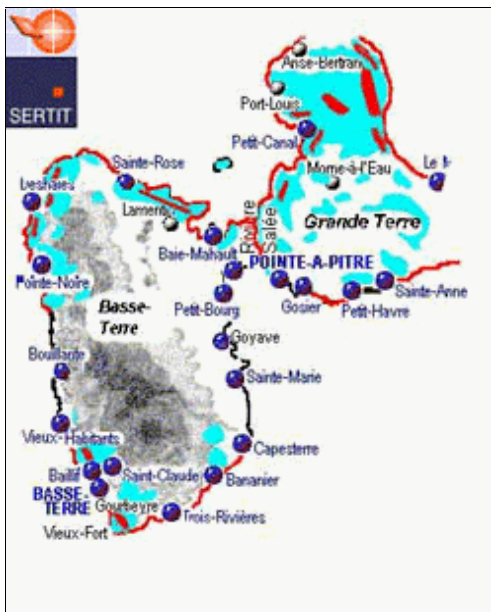 SERTIT
Anse-Bertran
Port-Louis
Petit-Canal
Morne-à-l'Eau
Le M
Sainte-Rose
Deshaies
Lamentin
Rivière
Salée
Grande Terre
Baie-Mahault
POINTE-A-PITRE
Pointe-Noire
Sainte-Anne
Gosier
Petit-Havre
Petit-Bourg
Basse-
Terre
Goyave
Bouillante
Sainte-Marie
Vieux-Habitants
Capesterre
Baillif
Saint-Claude
Bananier
BASSE-
TERRE
Gourbeyre
Trois-Rivières
Vieux-Fort